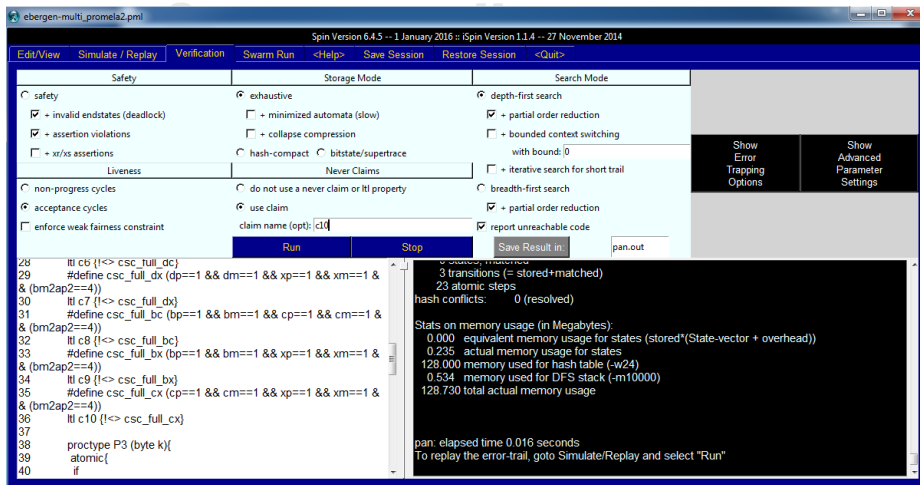 ebergen-multi_promela2.pml
Spin Version 6.4.5 -- 1 January 2016 :: iSpin Version 1.1.4 -- 27 November 2014
Edit/View Simulate / Replay Verification Swarm Run <Help> Save Session Restore Session <Quit>
Safety Storage Mode Search Mode
safety exhaustive depth-first search
+ invalid endstates (deadlock) + minimized automata (slow) + partial order reduction
+ assertion violations + collapse compression + bounded context switching
+ xr/xs assertions hash-compact bitstate/supertrace with bound: 0
Liveness Never Claims + iterative search for short trail
non-progress cycles do not use a never claim or ltl property breadth-first search
acceptance cycles use claim + partial order reduction
enforce weak fairness constraint claim name (opt): c10 report unreachable code
Run Stop Save Result in: pan.out
Show
Error
Trapping
Options
Show
Advanced
Parameter
Settings
28 ltl c6 {!<> csc_full_dc}
29 #define csc_full_dx (dp==1 && dm==1 && xp==1 && xm==1 &
& (bm2ap2==4))
30 ltl c7 {!<> csc_full_dx}
31 #define csc_full_bc (bp==1 && bm==1 && cp==1 && cm==1 &
& (bm2ap2==4))
32 ltl c8 {!<> csc_full_bc}
33 #define csc_full_bx (bp==1 && bm==1 && xp==1 && xm==1 &
& (bm2ap2==4))
34 ltl c9 {!<> csc_full_bx}
35 #define csc_full_cx (cp==1 && cm==1 && xp==1 && xm==1 &
& (bm2ap2==4))
36 ltl c10 {!<> csc_full_cx}
37
38 proctype P3 (byte k){
39 atomic{
40 if
0 states, matched
3 transitions (= stored+matched)
23 atomic steps
hash conflicts: 0 (resolved)
Stats on memory usage (in Megabytes):
0.000 equivalent memory usage for states (stored*(State-vector + overhead))
0.235 actual memory usage for states
128.000 memory used for hash table (-w24)
0.534 memory used for DFS stack (-m10000)
128.730 total actual memory usage
pan: elapsed time 0.016 seconds
To replay the error-trail, goto Simulate/Replay and select "Run"